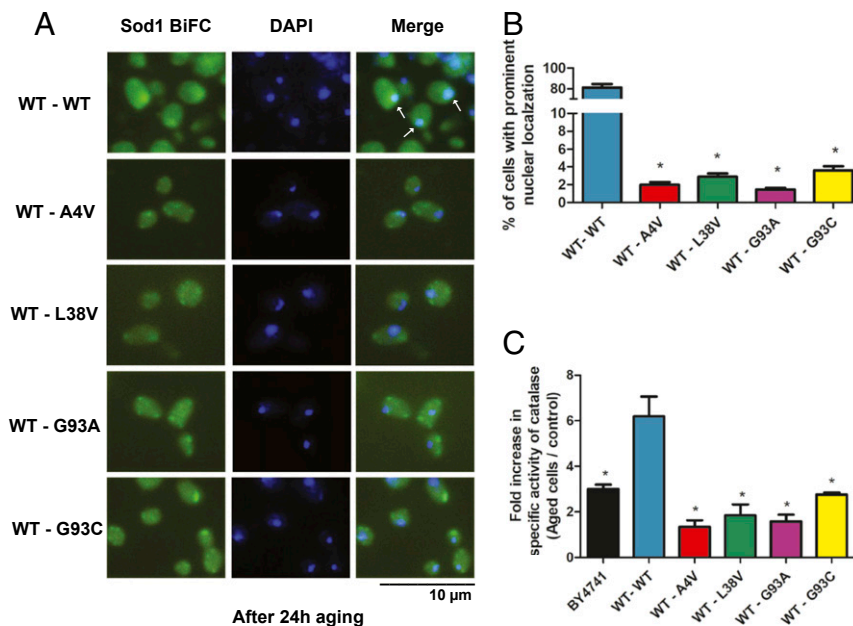 A
Sod1 BiFC
DAPI
Merge
WT - WT
WT - A4V
WT - L38V
WT - G93A
WT - G93C
10 µm
After 24h aging
B
% of cells with prominent
nuclear localzation
100
80
60
10
8
6
4
2
0
*
*
*
*
WT- WT
WT - A4V
WT - L38V
WT - G93A
WT - G93C
C
Fold increase in
specific activity of catalase
(Aged cells / control)
8
6
4
2
0
*
*
*
*
*
BY4741
WT- WT
WT - A4V
WT - L38V
WT - G93A
WT - G93C